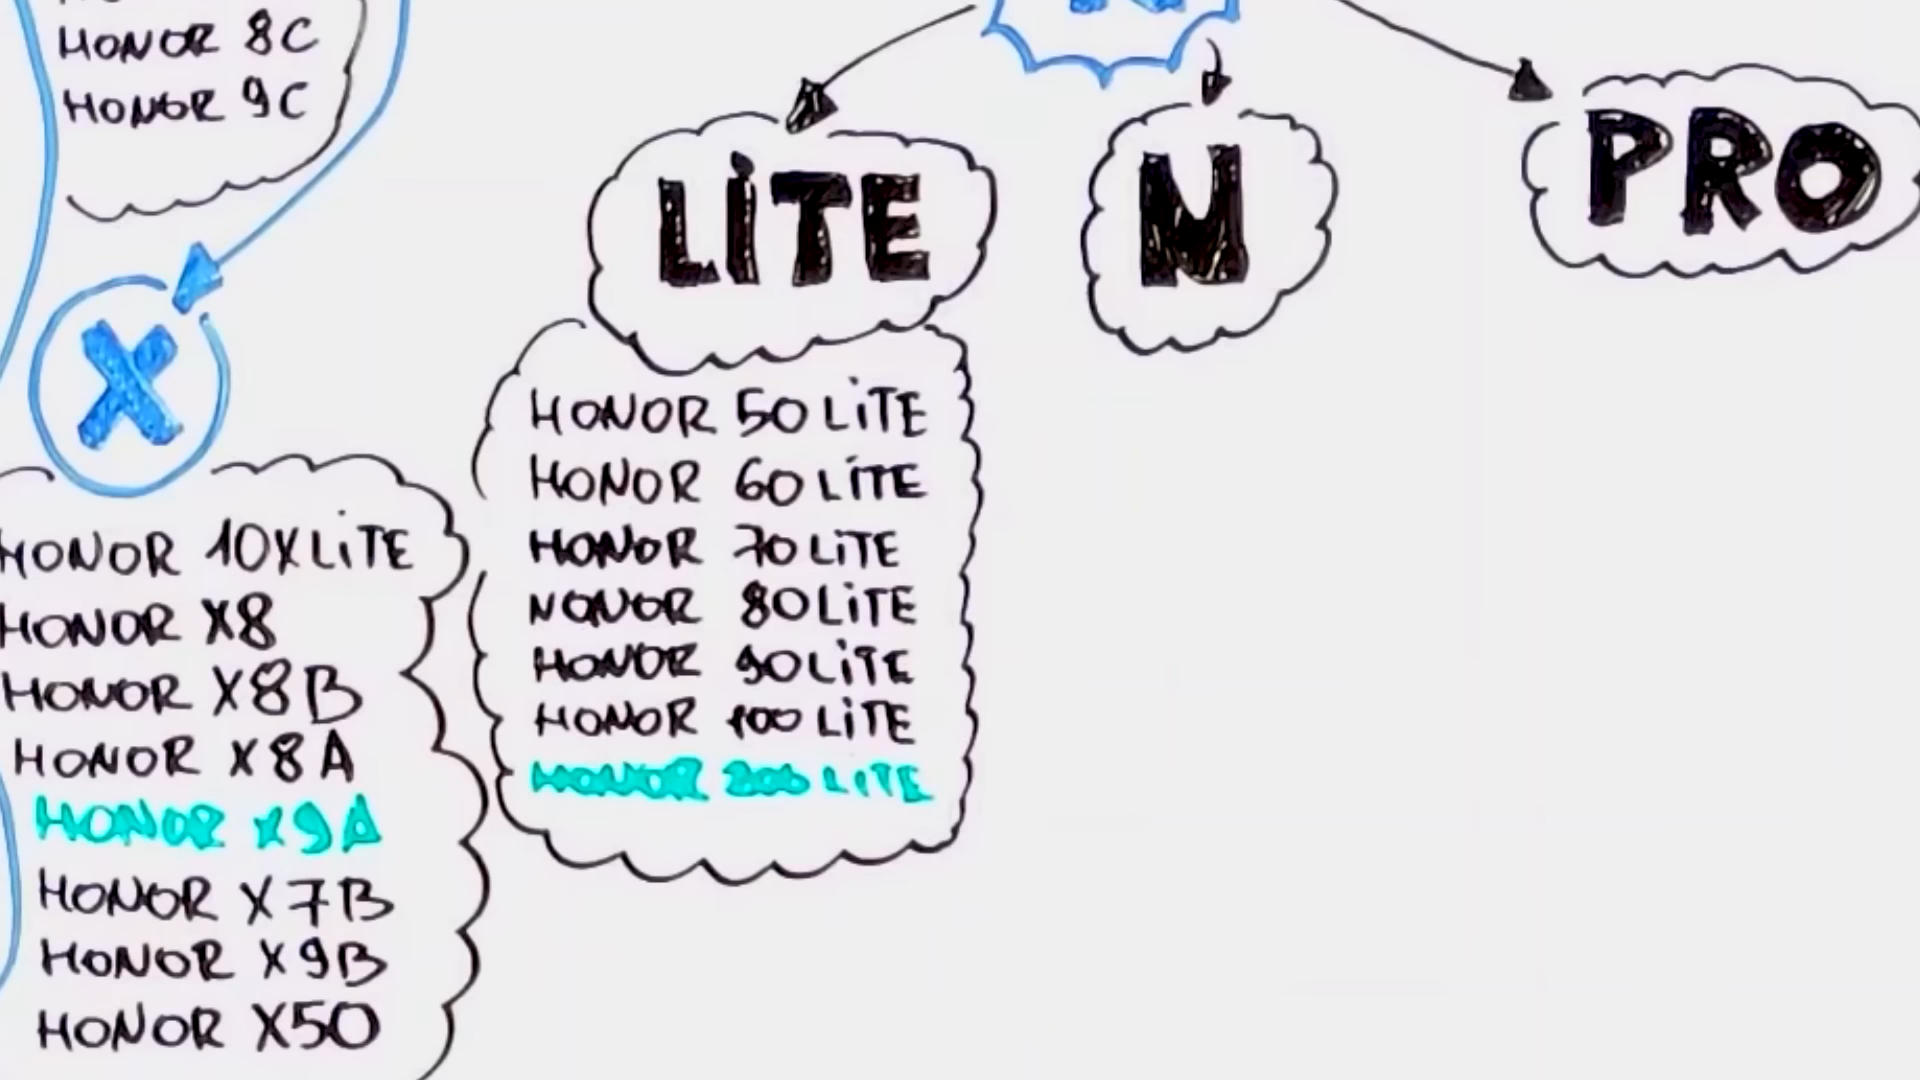 HONOR 8C
HONOR 9C
X
HONOR 10X LITE
HONOR X8
HONOR X8B
HONOR X8A
HONOR X9A
HONOR X7B
HONOR X9B
HONOR X50
LITE
HONOR 50 LITE
HONOR 60 LITE
HONOR 70 LITE
NONOR 80 LITE
HONOR 90 LITE
HONOR 100 LITE
HONOR 200 LITE
N
PRO